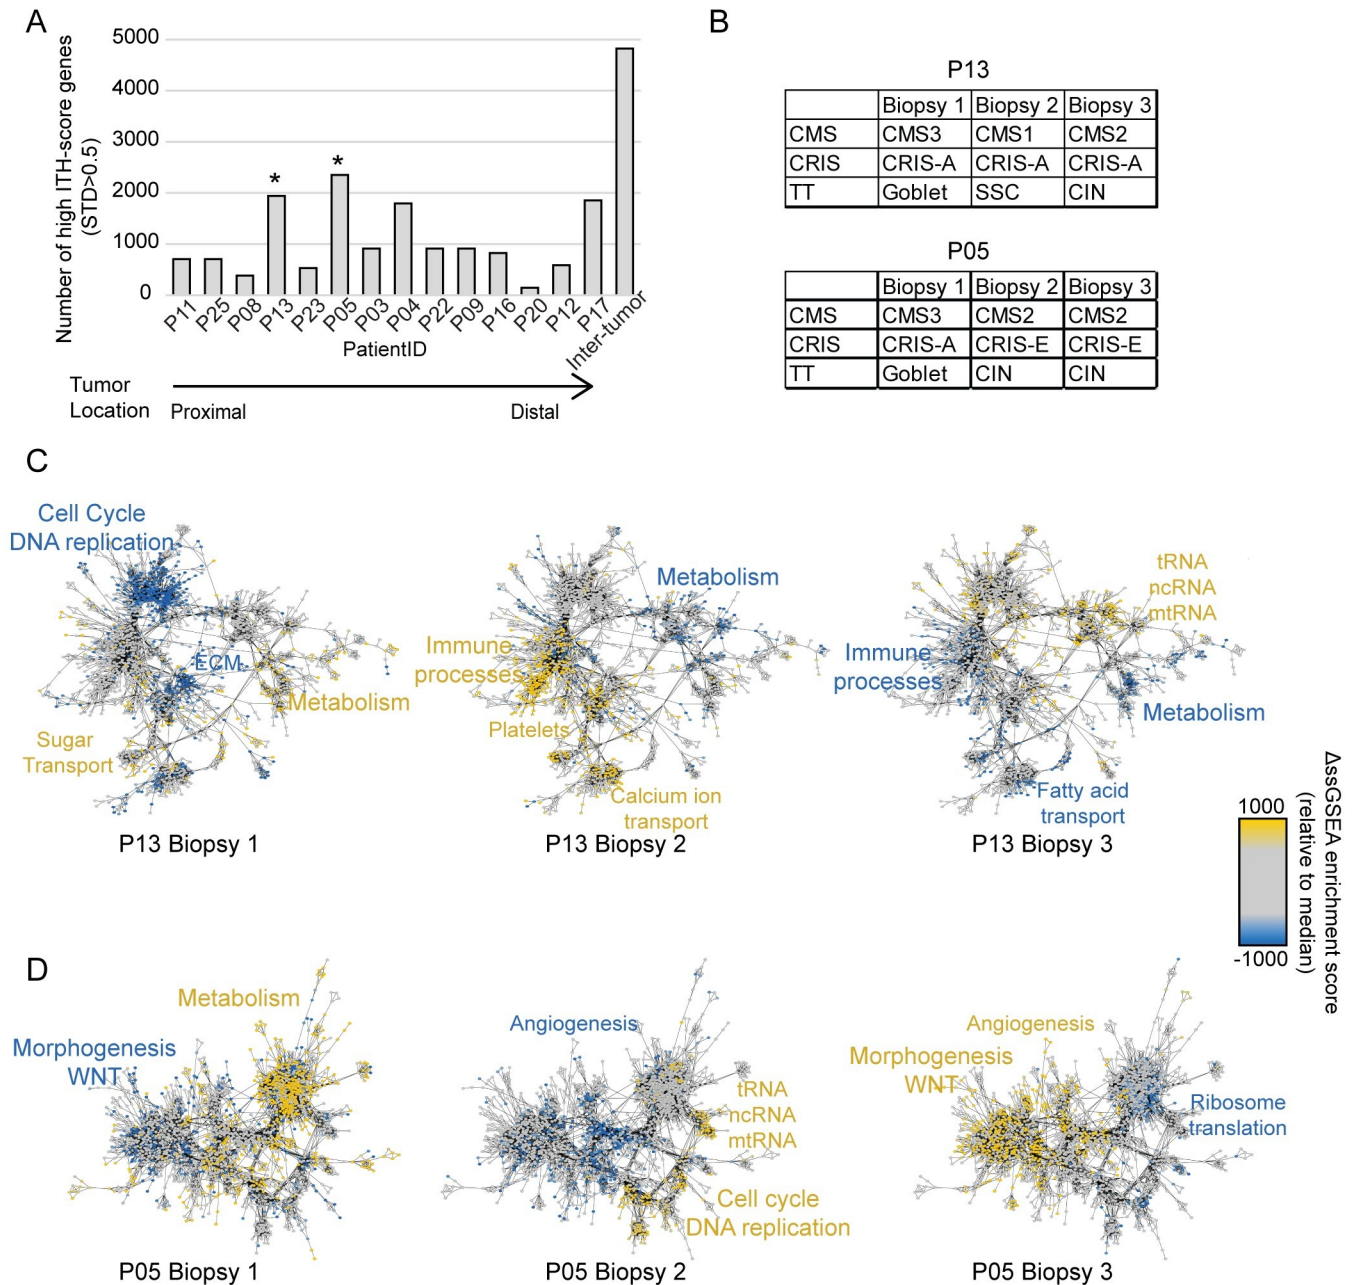 A
Number of high ITH-score genes
(STD>0.5)
5000
4000
3000
2000
1000
0
*
*
P11
P25
P08
P13
P23
P05
P03
P04
P22
P09
P16
P20
P12
P17
Inter-tumor
PatientID
Tumor
Location
Proximal
Distal
B
P13
Biopsy 1 Biopsy 2 Biopsy 3
CMS CMS3 CMS1 CMS2
CRIS CRIS-A CRIS-A CRIS-A
TT Goblet SSC CIN
P05
Biopsy 1 Biopsy 2 Biopsy 3
CMS CMS3 CMS2 CMS2
CRIS CRIS-A CRIS-E CRIS-E
TT Goblet CIN CIN
C
Cell Cycle
DNA replication
ECM
Metabolism
Sugar
Transport
P13 Biopsy 1
Metabolism
Immune
processes
Platelets
Calcium ion
transport
P13 Biopsy 2
tRNA
ncRNA
mtRNA
Immune
processes
Metabolism
Fatty acid
transport
P13 Biopsy 3
ΔssGSEA enrichment score
(relative to median)
1000
-1000
D
Metabolism
Morphogenesis
WNT
P05 Biopsy 1
Angiogenesis
tRNA
ncRNA
mtRNA
Cell cycle
DNA replication
P05 Biopsy 2
Angiogenesis
Morphogenesis
WNT
Ribosome
translation
P05 Biopsy 3